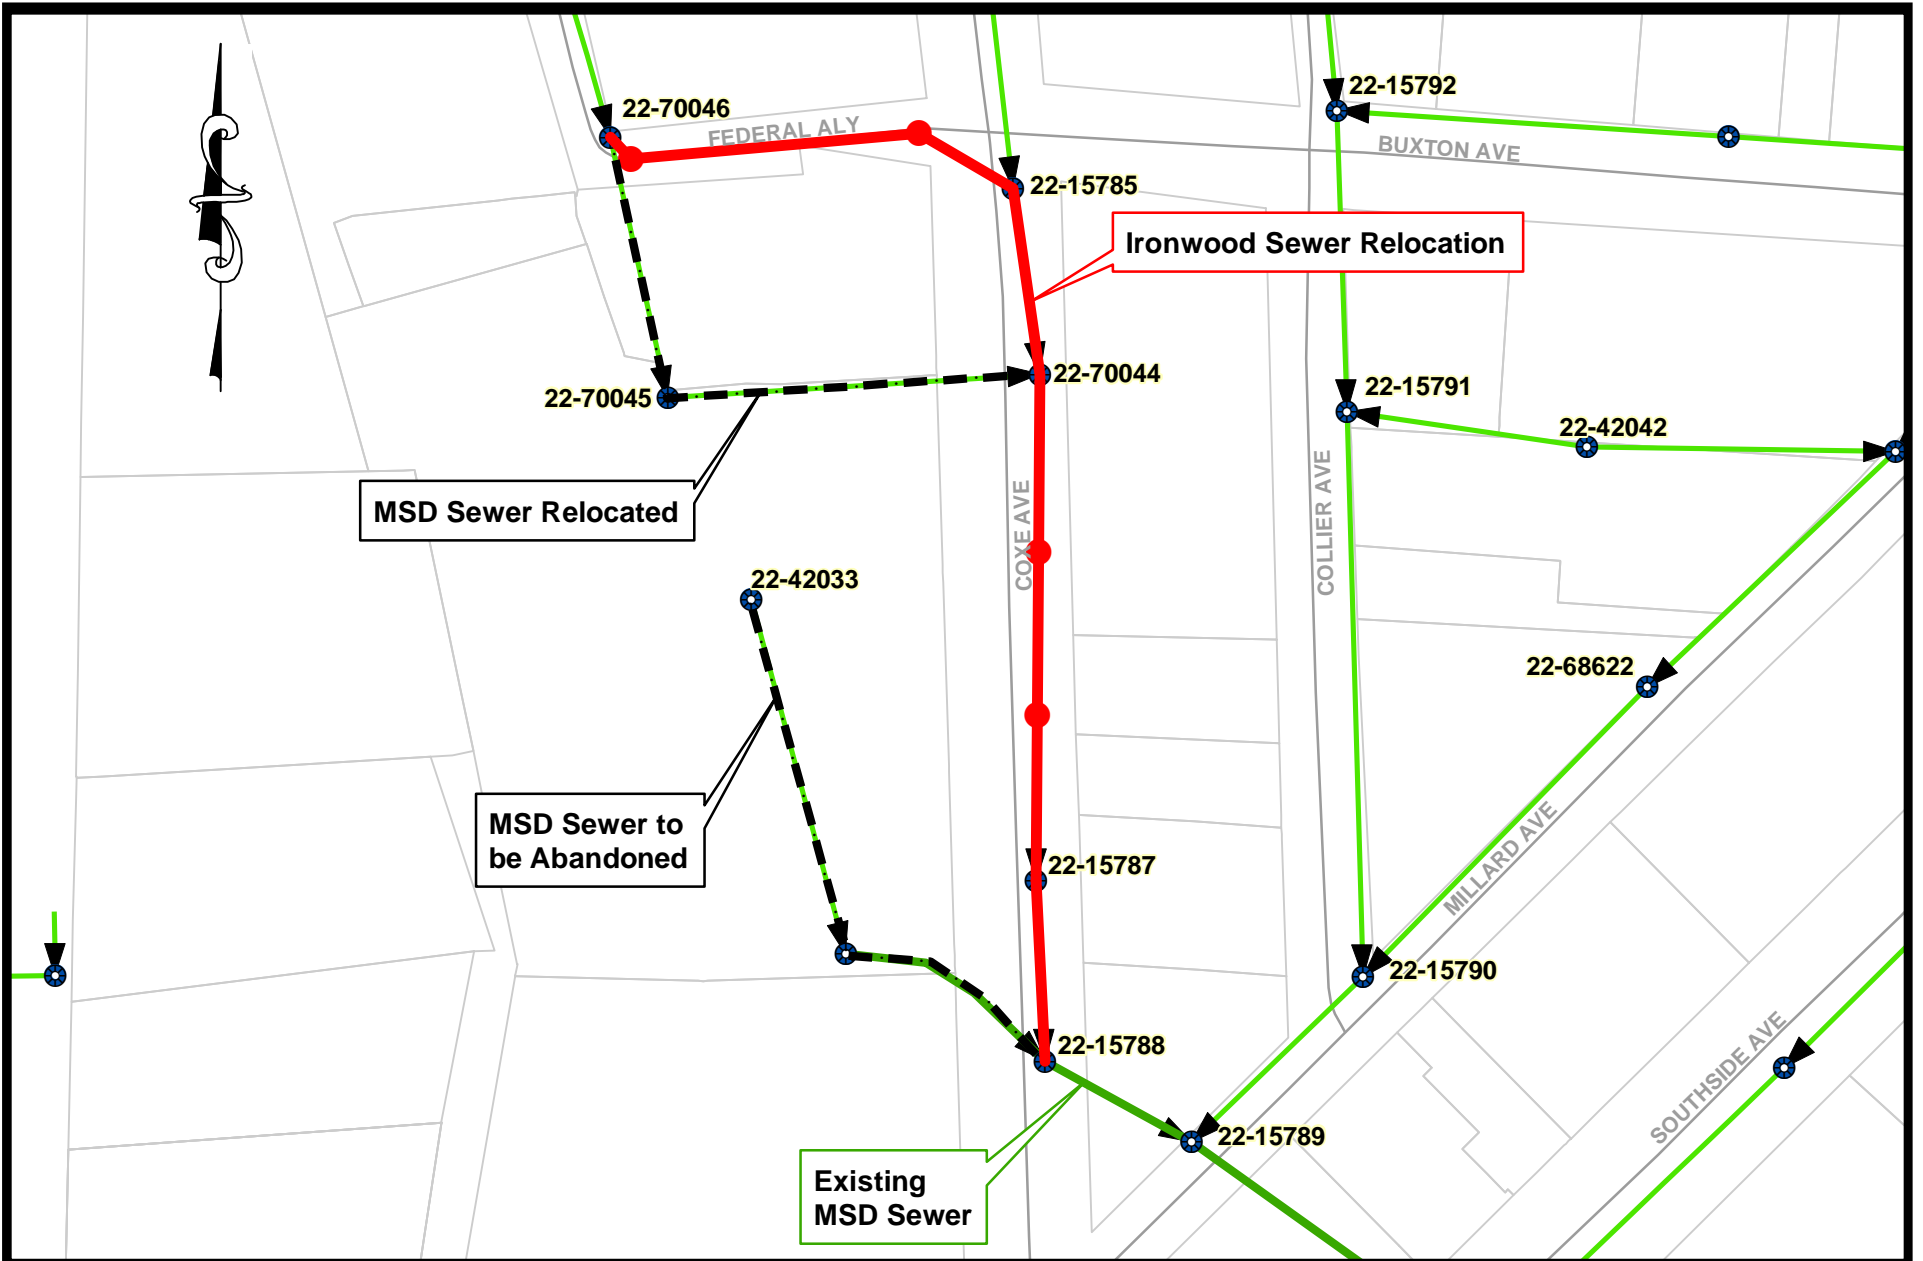 22-15792
22-70046
FEDERAL ALY
BUXTON AVE
22-15785
Ironwood Sewer Relocation
22-70044
22-15791
22-70045
22-42042
MSD Sewer Relocated
COXE AVE
COLLIER AVE
22-42033
22-68622
MSD Sewer to
be Abandoned
22-15787
MILLARD AVE
22-15790
22-15788
SOUTHSIDE AVE
22-15789
Existing
MSD Sewer